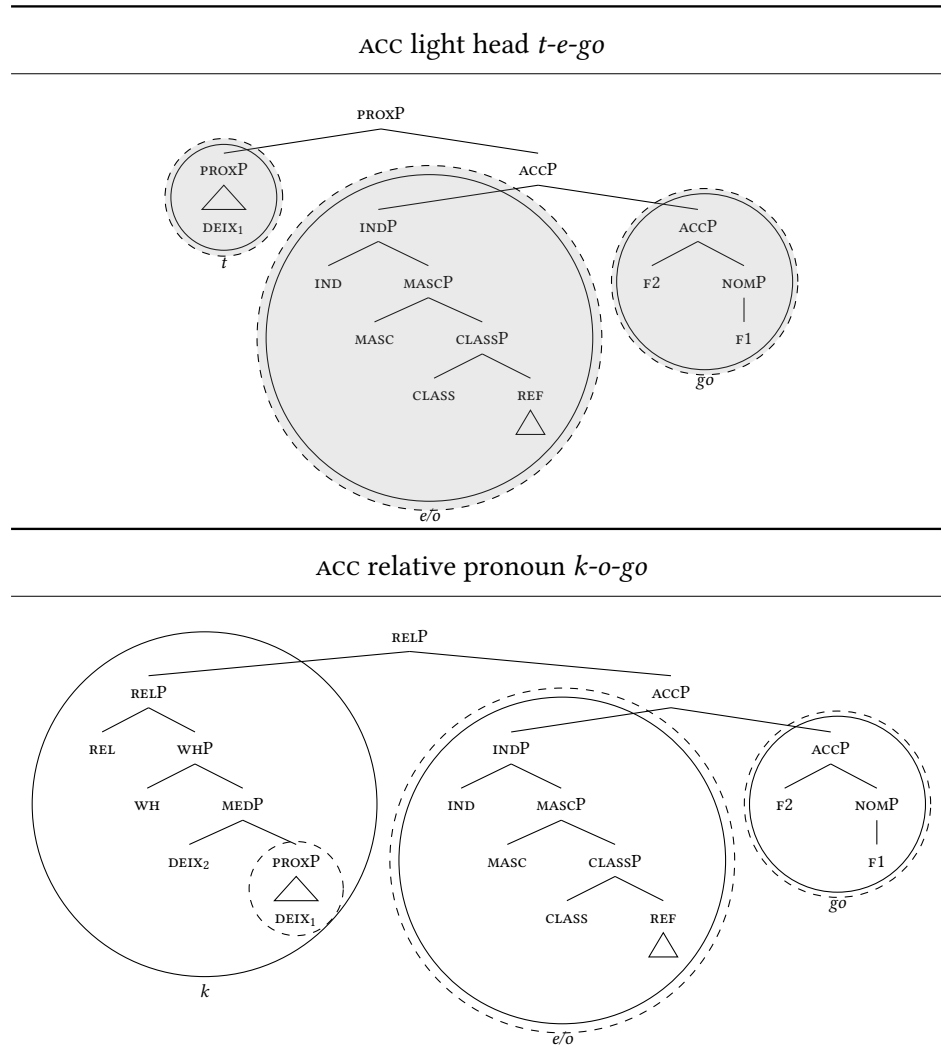 ACC light head t-e-go
PROXP
PROXP ACCP
DEIX₁ INDP ACCP
t
IND MASCP F2 NOMP
MASC CLASSP F1
go
CLASS REF
e/o
ACC relative pronoun k-o-go
RELP
RELP ACCP
REL WHP INDP ACCP
WH MEDP IND MASCP F2 NOMP
DEIX₂ PROXP MASC CLASSP F1
go
DEIX₁ CLASS REF
k
e/o